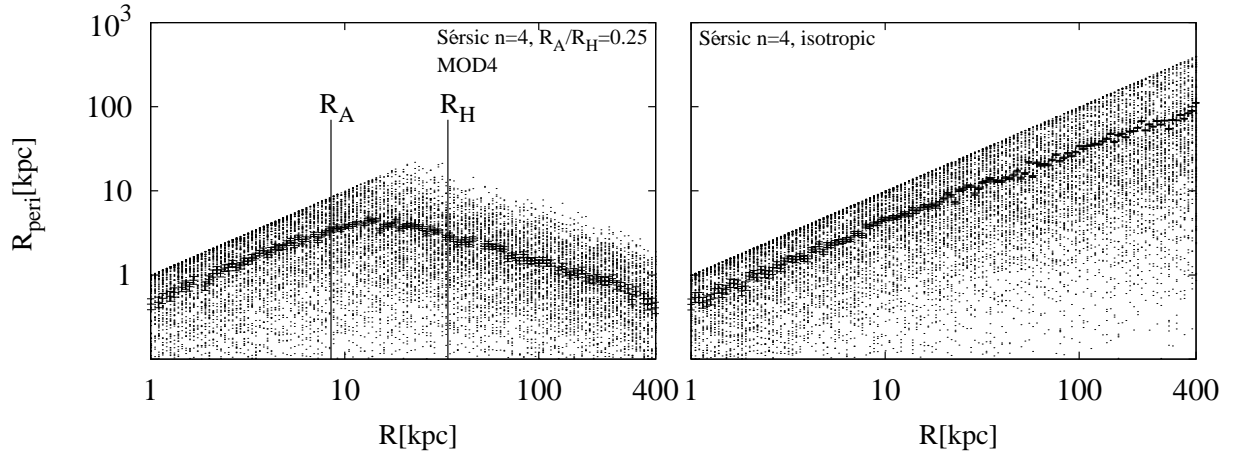 10^3
100
10
1
R_peri[kpc]
Sérsic n=4, R_A/R_H=0.25
MOD4
R_A
R_H
1
10
100
400
R[kpc]
Sérsic n=4, isotropic
1
10
100
400
R[kpc]